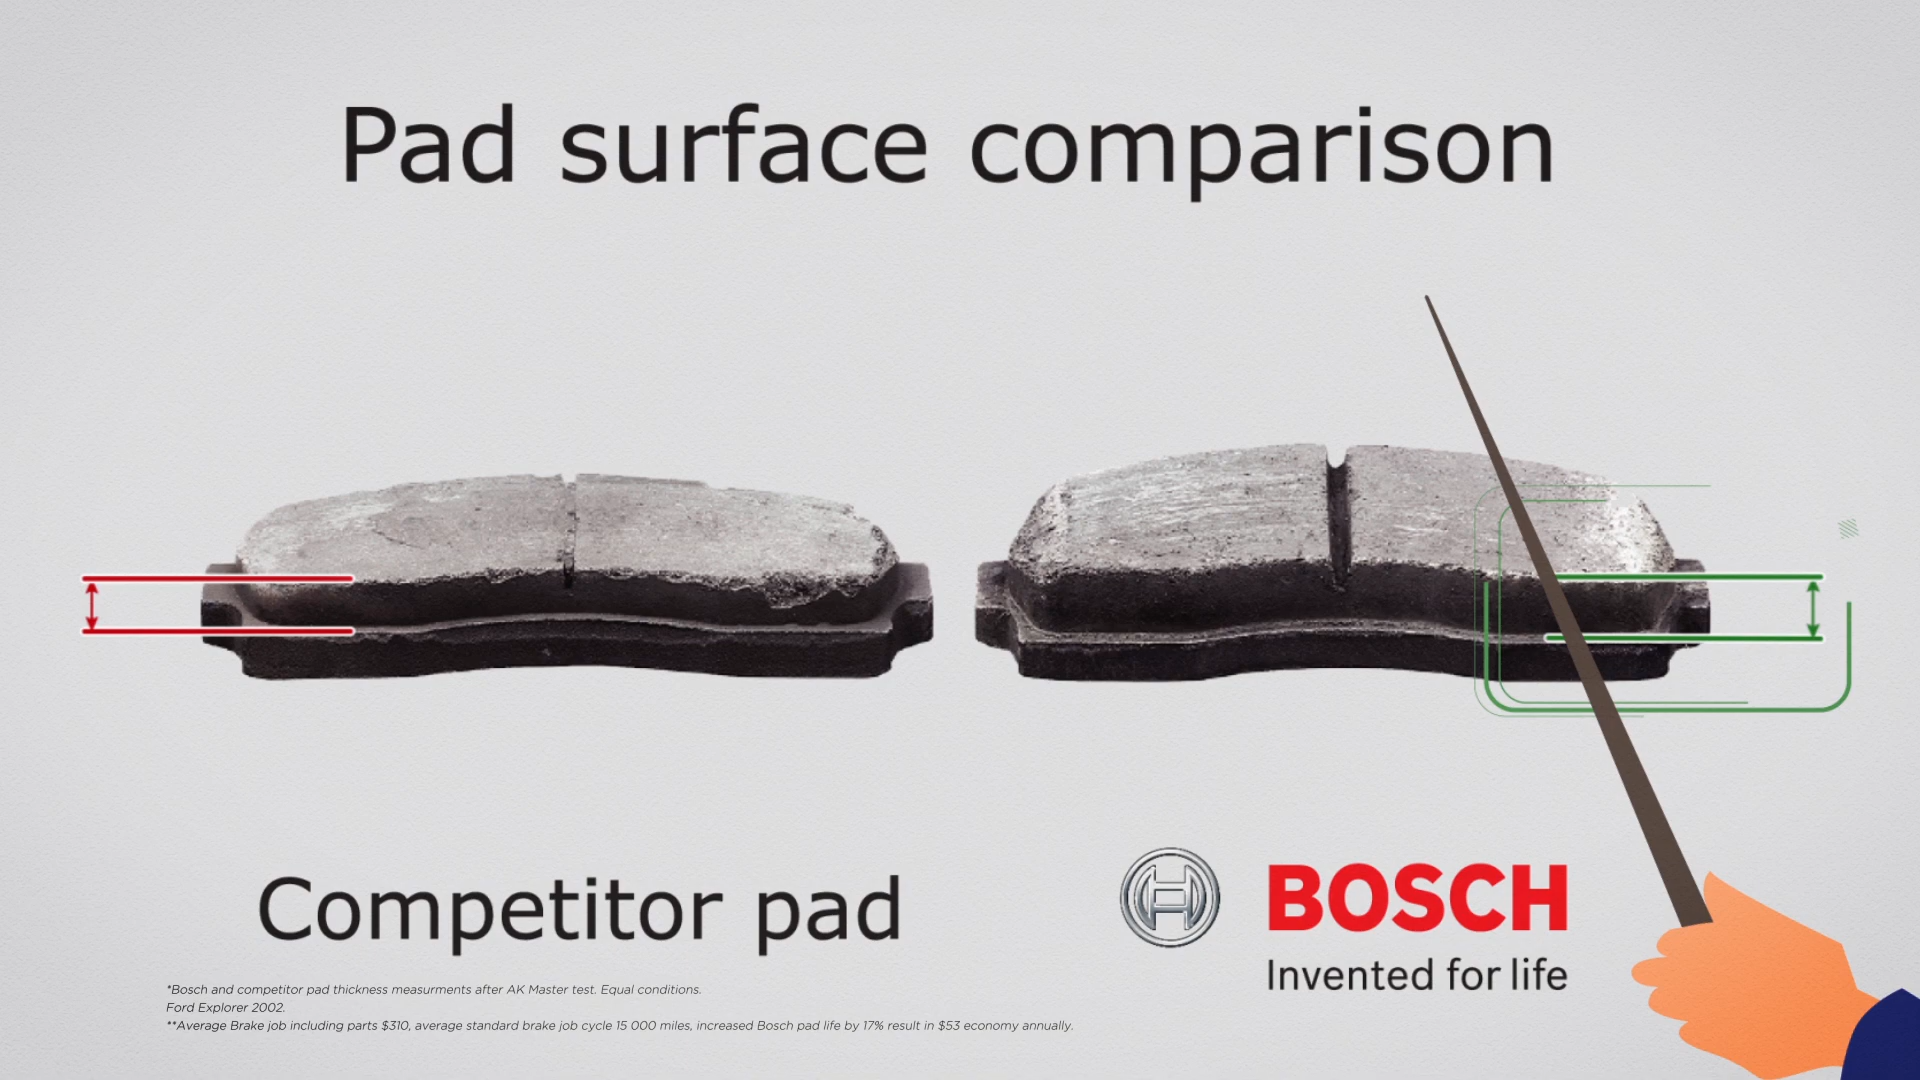 Pad surface comparison
Competitor pad
BOSCH
Invented for life
*Bosch and competitor pad thickness measurments after AK Master test. Equal conditions.
Ford Explorer 2002.
**Average Brake job including parts $310, average standard brake job cycle 15 000 miles, increased Bosch pad life by 17% result in $53 economy annually.